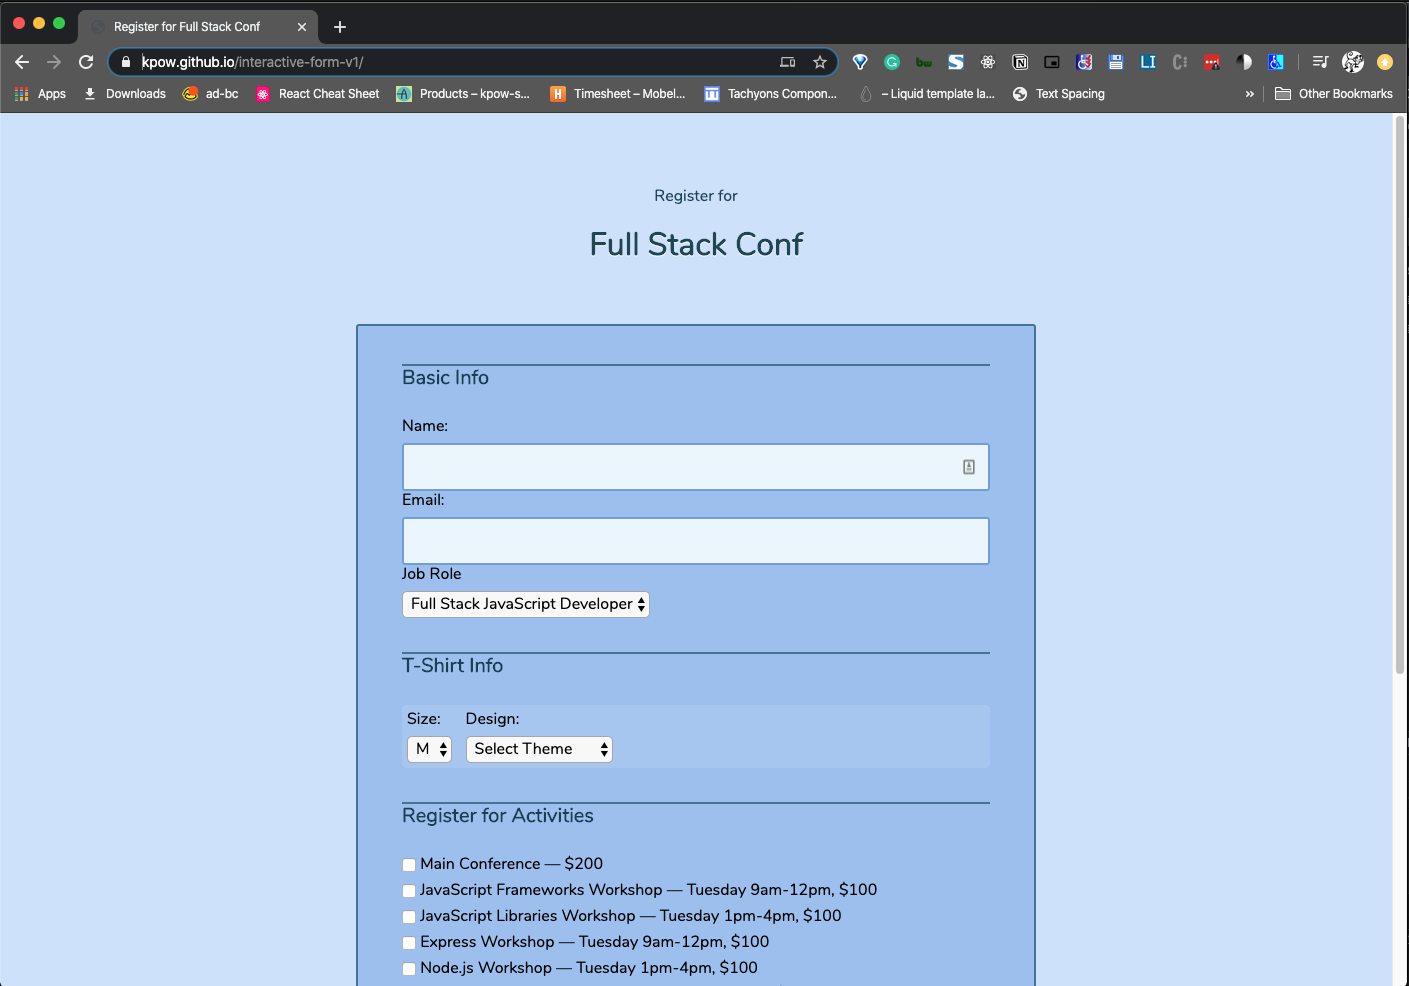 Register for Full Stack Conf
kpow.github.io/interactive-form-v1/
Apps Downloads ad-bc React Cheat Sheet Products – kpow-s... Timesheet – Mobel... Tachyons Compon... – Liquid template la... Text Spacing » Other Bookmarks
Register for
Full Stack Conf
Basic Info
Name:
Email:
Job Role
Full Stack JavaScript Developer
T-Shirt Info
Size: Design:
M Select Theme
Register for Activities
Main Conference — $200
JavaScript Frameworks Workshop — Tuesday 9am-12pm, $100
JavaScript Libraries Workshop — Tuesday 1pm-4pm, $100
Express Workshop — Tuesday 9am-12pm, $100
Node.js Workshop — Tuesday 1pm-4pm, $100